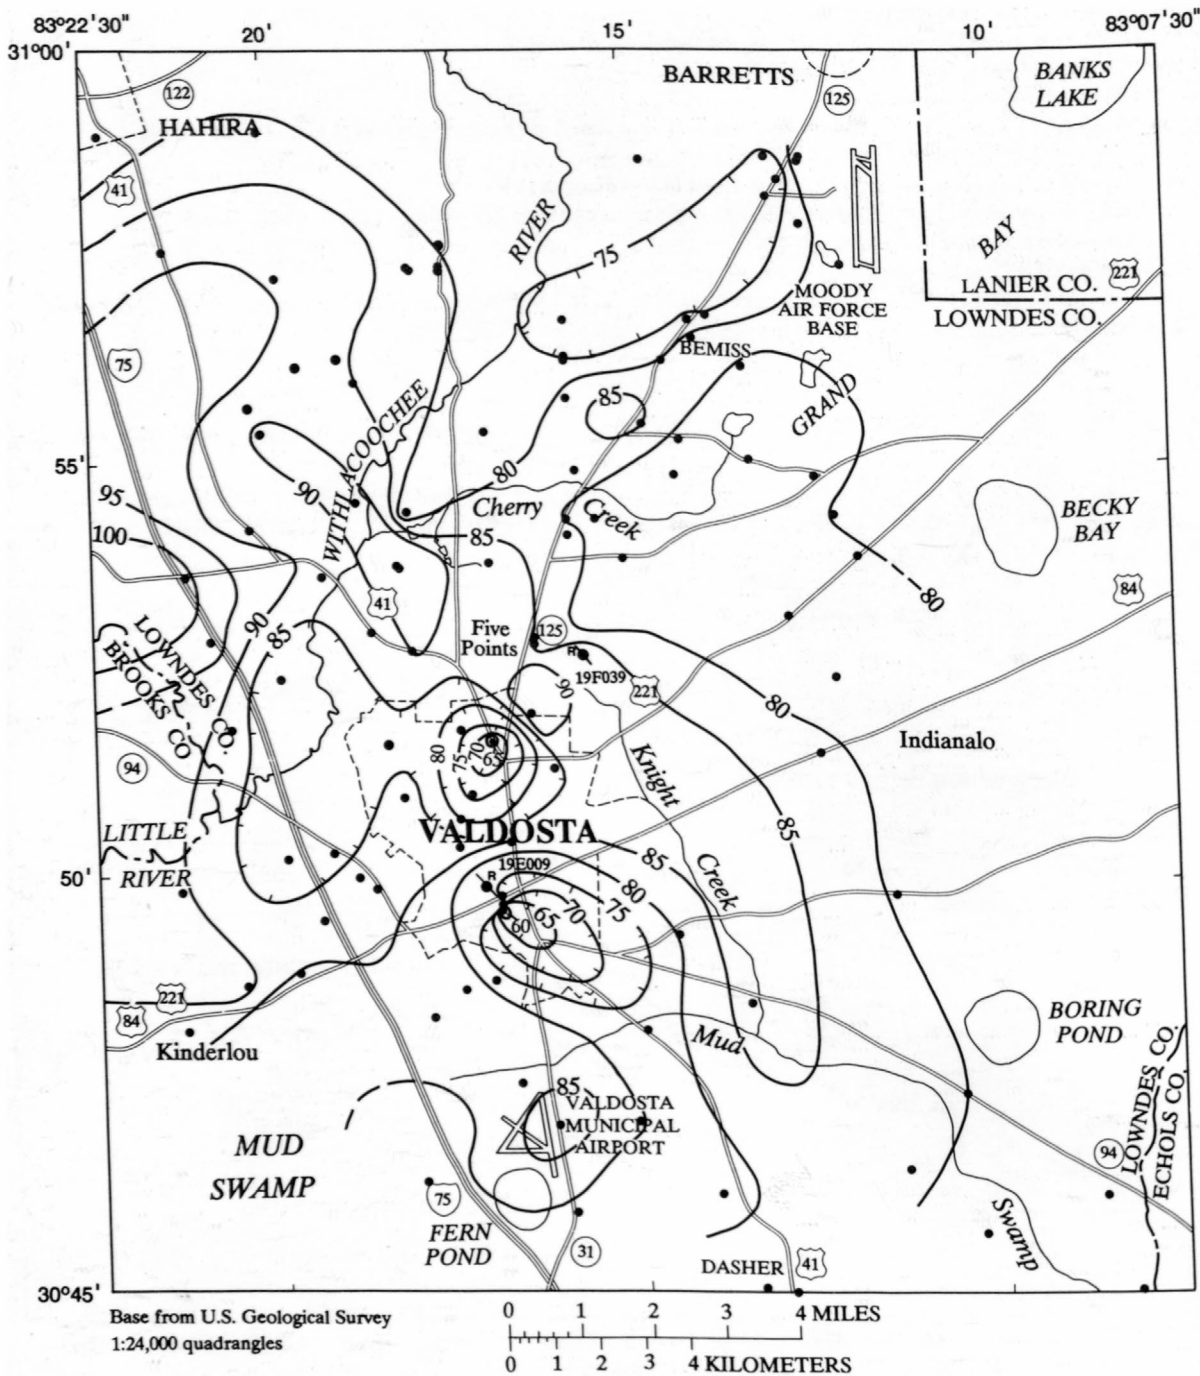 83°22'30"
20'
15'
10'
83°07'30"
31°00'
BARRETTS
BANKS
LAKE
122
125
HAHIRA
41
RIVER
75
BAY
221
LANIER CO.
MOODY
AIR FORCE
BASE
LOWNDES CO.
BEMISS
75
85
GRAND
WITHLACOOCHEE
80
55'
95
90
Cherry
Creek
BECKY
BAY
100
85
80
84
41
90
85
Five
Points
125
R
19F039
LOWNDES CO.
BROOKS CO
90
221
80
80
75
70
65
Indianalo
94
Knight
VALDOSTA
85
LITTLE
RIVER
85
50'
19E009
R
80
Creek
75
70
65
60
221
84
BORING
POND
Mud
Kinderlou
85
VALDOSTA
MUNICIPAL
AIRPORT
LOWNDES CO.
ECHOLS CO.
MUD
SWAMP
94
75
FERN
POND
Swamp
31
DASHER
41
30°45'
Base from U.S. Geological Survey
1:24,000 quadrangles
0 1 2 3 4 MILES
0 1 2 3 4 KILOMETERS